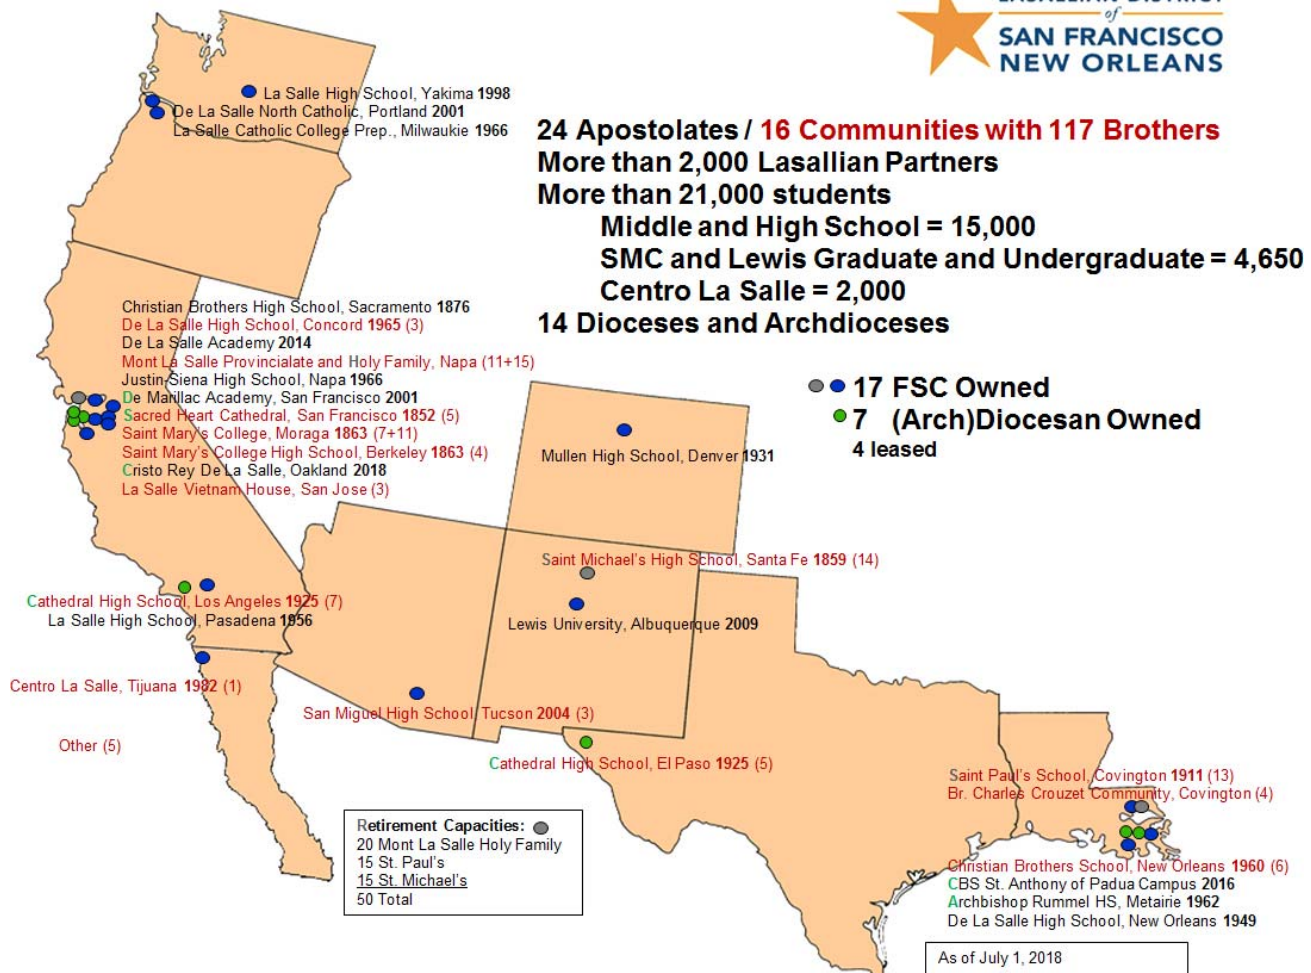 LASALLIAN DISTRICT
of
SAN FRANCISCO
NEW ORLEANS
La Salle High School, Yakima 1998
De La Salle North Catholic, Portland 2001
La Salle Catholic College Prep., Milwaukie 1966
24 Apostolates / 16 Communities with 117 Brothers
More than 2,000 Lasallian Partners
More than 21,000 students
Middle and High School = 15,000
SMC and Lewis Graduate and Undergraduate = 4,650
Centro La Salle = 2,000
14 Dioceses and Archdioceses
17 FSC Owned
7 (Arch)Diocesan Owned
4 leased
Christian Brothers High School, Sacramento 1876
De La Salle High School, Concord 1965 (3)
De La Salle Academy 2014
Mont La Salle Provincialate and Holy Family, Napa (11+15)
Justin-Siena High School, Napa 1966
De Marillac Academy, San Francisco 2001
Sacred Heart Cathedral, San Francisco 1852 (5)
Saint Mary's College, Moraga 1863 (7+11)
Saint Mary's College High School, Berkeley 1863 (4)
Cristo Rey De La Salle, Oakland 2018
La Salle Vietnam House, San Jose (3)
Mullen High School, Denver 1931
Saint Michael's High School, Santa Fe 1859 (14)
Lewis University, Albuquerque 2009
Cathedral High School, Los Angeles 1925 (7)
La Salle High School, Pasadena 1956
Centro La Salle, Tijuana 1982 (1)
San Miguel High School, Tucson 2004 (3)
Other (5)
Cathedral High School, El Paso 1925 (5)
Saint Paul's School, Covington 1911 (13)
Br. Charles Crouzet Community, Covington (4)
Christian Brothers School, New Orleans 1960 (6)
CBS St. Anthony of Padua Campus 2016
Archbishop Rummel HS, Metairie 1962
De La Salle High School, New Orleans 1949
Retirement Capacities:
20 Mont La Salle Holy Family
15 St. Paul's
15 St. Michael's
50 Total
As of July 1, 2018